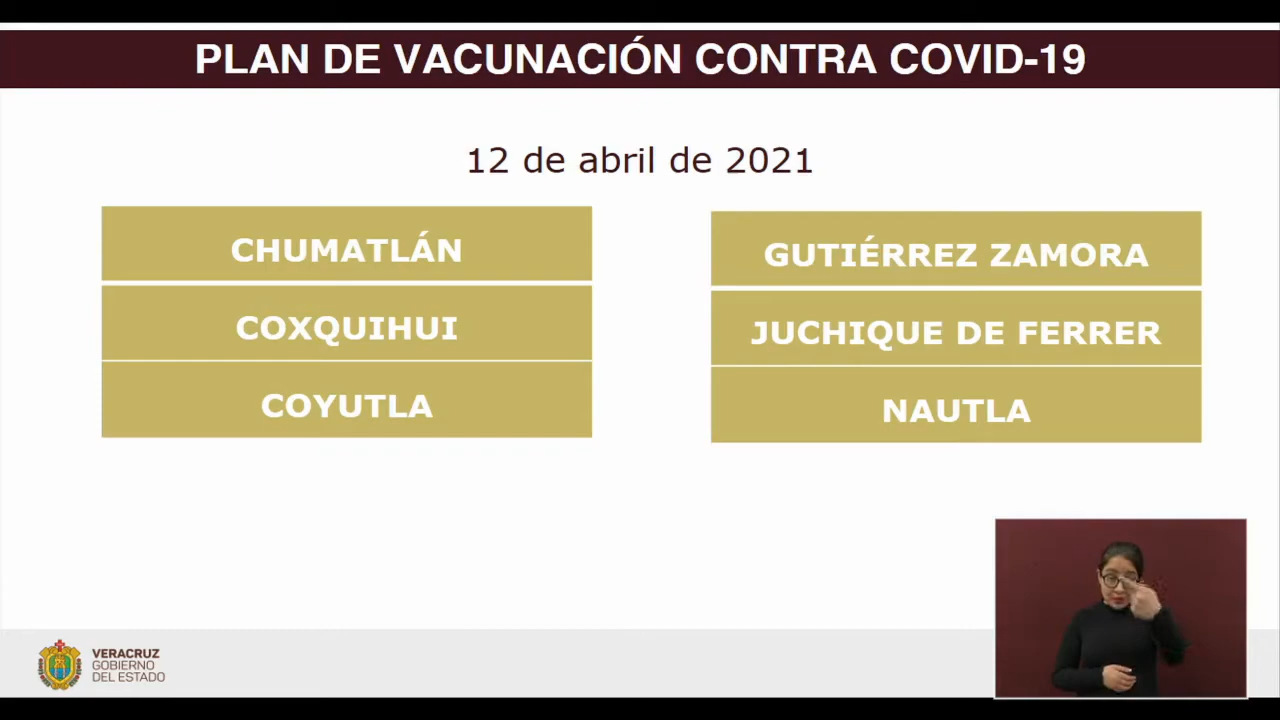 PLAN DE VACUNACIÓN CONTRA COVID-19
12 de abril de 2021
CHUMATLÁN
COXQUIHUI
COYUTLA
GUTIÉRREZ ZAMORA
JUCHIQUE DE FERRER
NAUTLA
VERACRUZ
GOBIERNO
DEL ESTADO